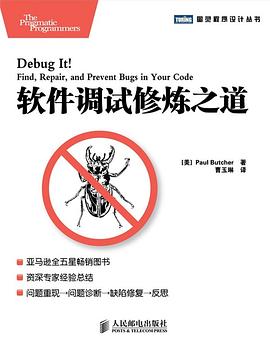 The
Pragmatic
Programmers
TURING
图灵程序设计丛书
Debug It!
Find, Repair, and Prevent Bugs in Your Code
软件调试修炼之道
[美] Paul Butcher 著
曹玉琳 译
亚马逊全五星畅销图书
资深专家经验总结
问题重现→问题诊断→缺陷修复→反思
人民邮电出版社
POSTS & TELECOM PRESS